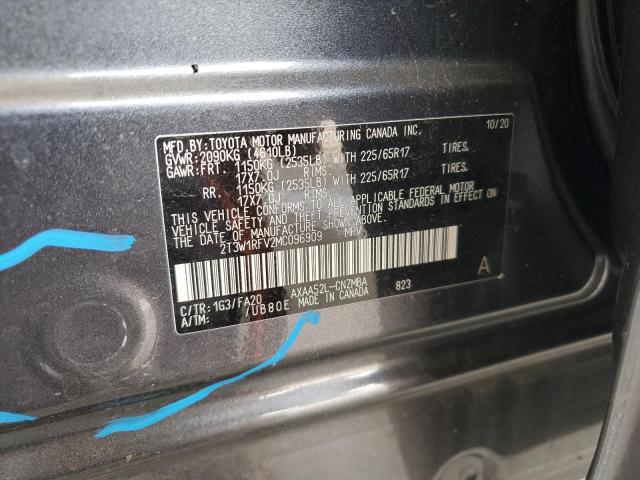 MFD.BY:TOYOTA MOTOR MANUFACTURING CANADA INC. 10/20
GVWR:2090KG (4610LB)
GAWR:FRT. 1150KG (2535LB) WITH 225/65R17 TIRES,
17X7.0J RIMS,
RR. 1150KG (2535LB) WITH 225/65R17 TIRES,
17X7.0J RIMS,
THIS VEHICLE CONFORMS TO ALL APPLICABLE FEDERAL MOTOR
VEHICLE SAFETY AND THEFT PREVENTION STANDARDS IN EFFECT
ON THE DATE OF MANUFACTURE SHOWN ABOVE.
2T3W1RFV2MC096909 MPV
A
C/TR:1G3/FA20 AXAA52L-CNZMBA 823
A/TM: 7UB80E MADE IN CANADA